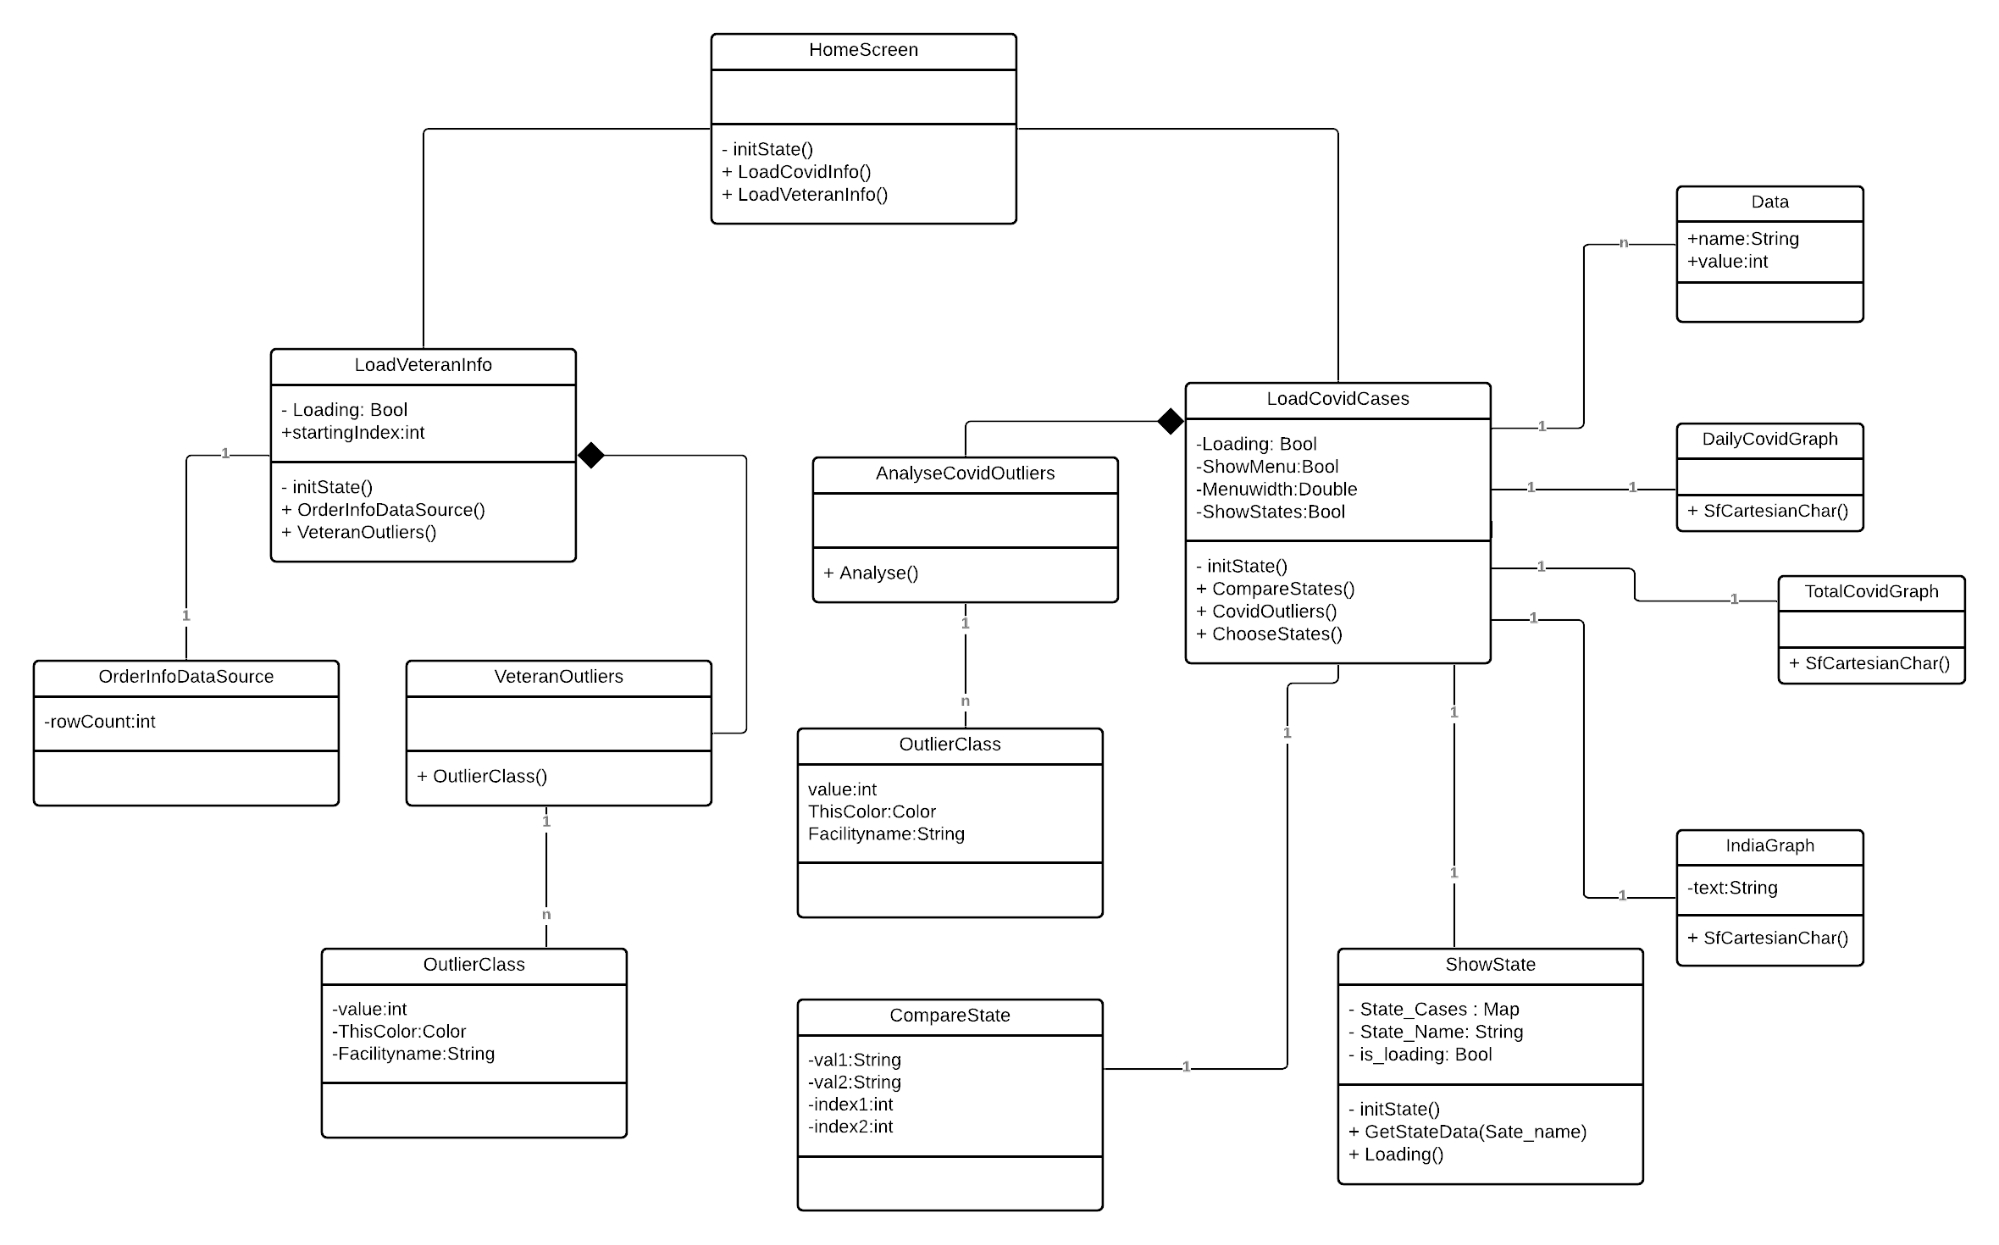 HomeScreen
- initState()
+ LoadCovidInfo()
+ LoadVeteranInfo()
Data
+name:String
+value:int
n
1
LoadVeteranInfo
- Loading: Bool
+startingIndex:int
- initState()
+ OrderInfoDataSource()
+ VeteranOutliers()
1
1
LoadCovidCases
-Loading: Bool
-ShowMenu:Bool
-Menuwidth:Double
-ShowStates:Bool
- initState()
+ CompareStates()
+ CovidOutliers()
+ ChooseStates()
AnalyseCovidOutliers
+ Analyse()
1
n
DailyCovidGraph
+ SfCartesianChar()
1
1
TotalCovidGraph
+ SfCartesianChar()
1
1
1
1
OrderInfoDataSource
-rowCount:int
VeteranOutliers
+ OutlierClass()
1
n
OutlierClass
value:int
ThisColor:Color
Facilityname:String
1
1
1
1
IndiaGraph
-text:String
+ SfCartesianChar()
OutlierClass
-value:int
-ThisColor:Color
-Facilityname:String
CompareState
-val1:String
-val2:String
-index1:int
-index2:int
ShowState
- State_Cases : Map
- State_Name: String
- is_loading: Bool
- initState()
+ GetStateData(Sate_name)
+ Loading()